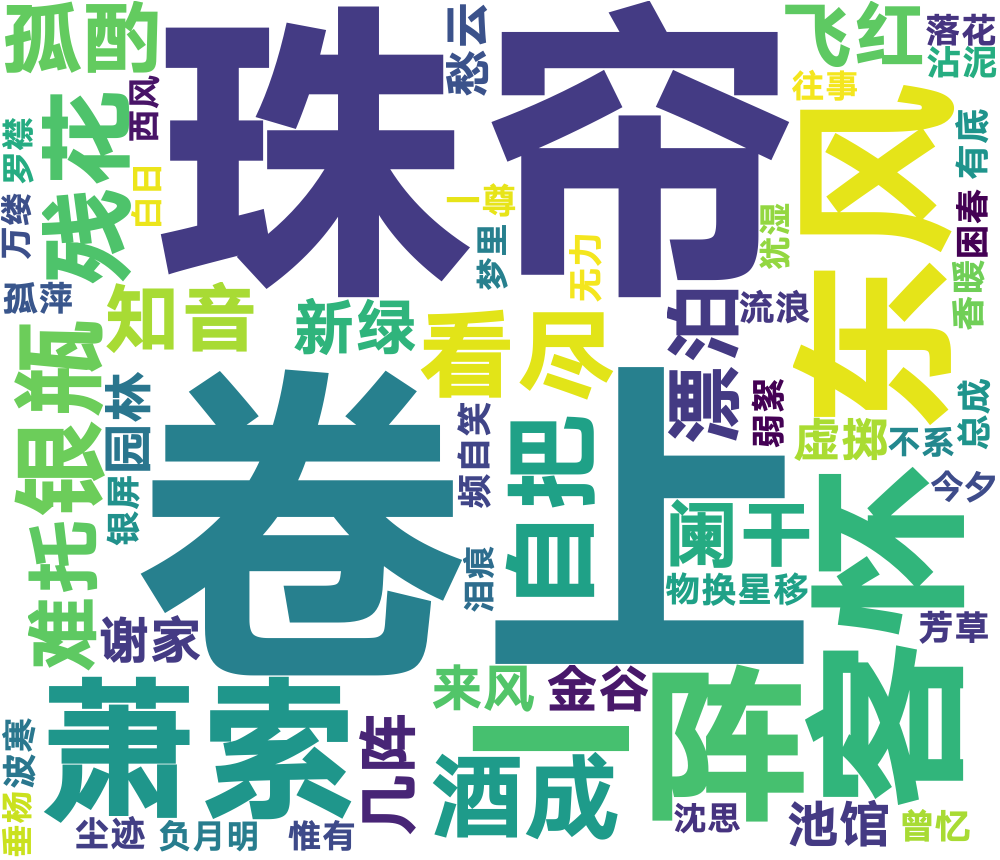 孤酌
珠帘
愁云
飞红
落花
沾泥
往事
西风
残花
罗襟
白日
万缕
孤萍
一尊
梦里
无力
犹湿
东风
有底
困春
香暖
知音
新绿
看尽
漂泊
流浪
弱絮
虚掷
不系
总成
今夕
银瓶
园林
银屏
卷上
频自笑
自把
泪痕
阑干
物换星移
客怀
芳草
难托
谢家
萧索
来风
金谷
一阵
几阵
酒成
波寒
垂杨
尘迹
负月明
惟有
沈思
池馆
曾忆